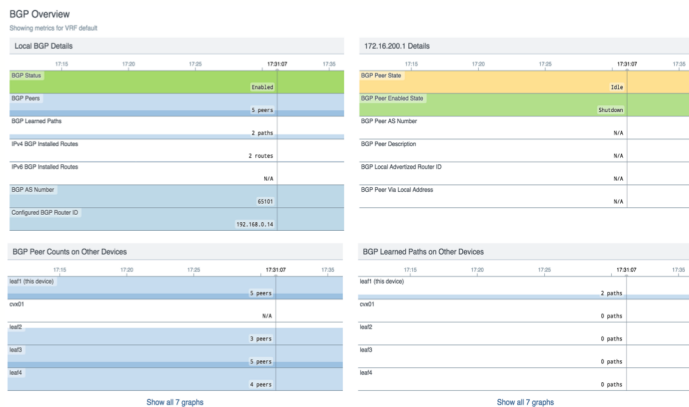 BGP Overview
Showing metrics for VRF default
Local BGP Details
17:15 17:20 17:25 17:31:07 17:35
BGP Status
Enabled
BGP Peers
5 peers
BGP Learned Paths
2 paths
IPv4 BGP Installed Routes
2 routes
IPv6 BGP Installed Routes
N/A
BGP AS Number
65101
Configured BGP Router ID
192.168.0.14
172.16.200.1 Details
17:15 17:20 17:25 17:31:07 17:35
BGP Peer State
Idle
BGP Peer Enabled State
Shutdown
BGP Peer AS Number
N/A
BGP Peer Description
N/A
BGP Local Advertized Router ID
N/A
BGP Peer Via Local Address
N/A
BGP Peer Counts on Other Devices
17:15 17:20 17:25 17:31:07 17:35
leaf1 (this device)
5 peers
cvx01
N/A
leaf2
3 peers
leaf3
5 peers
leaf4
4 peers
Show all 7 graphs
BGP Learned Paths on Other Devices
17:15 17:20 17:25 17:31:07 17:35
leaf1 (this device)
2 paths
cvx01
0 paths
leaf2
0 paths
leaf3
0 paths
leaf4
0 paths
Show all 7 graphs